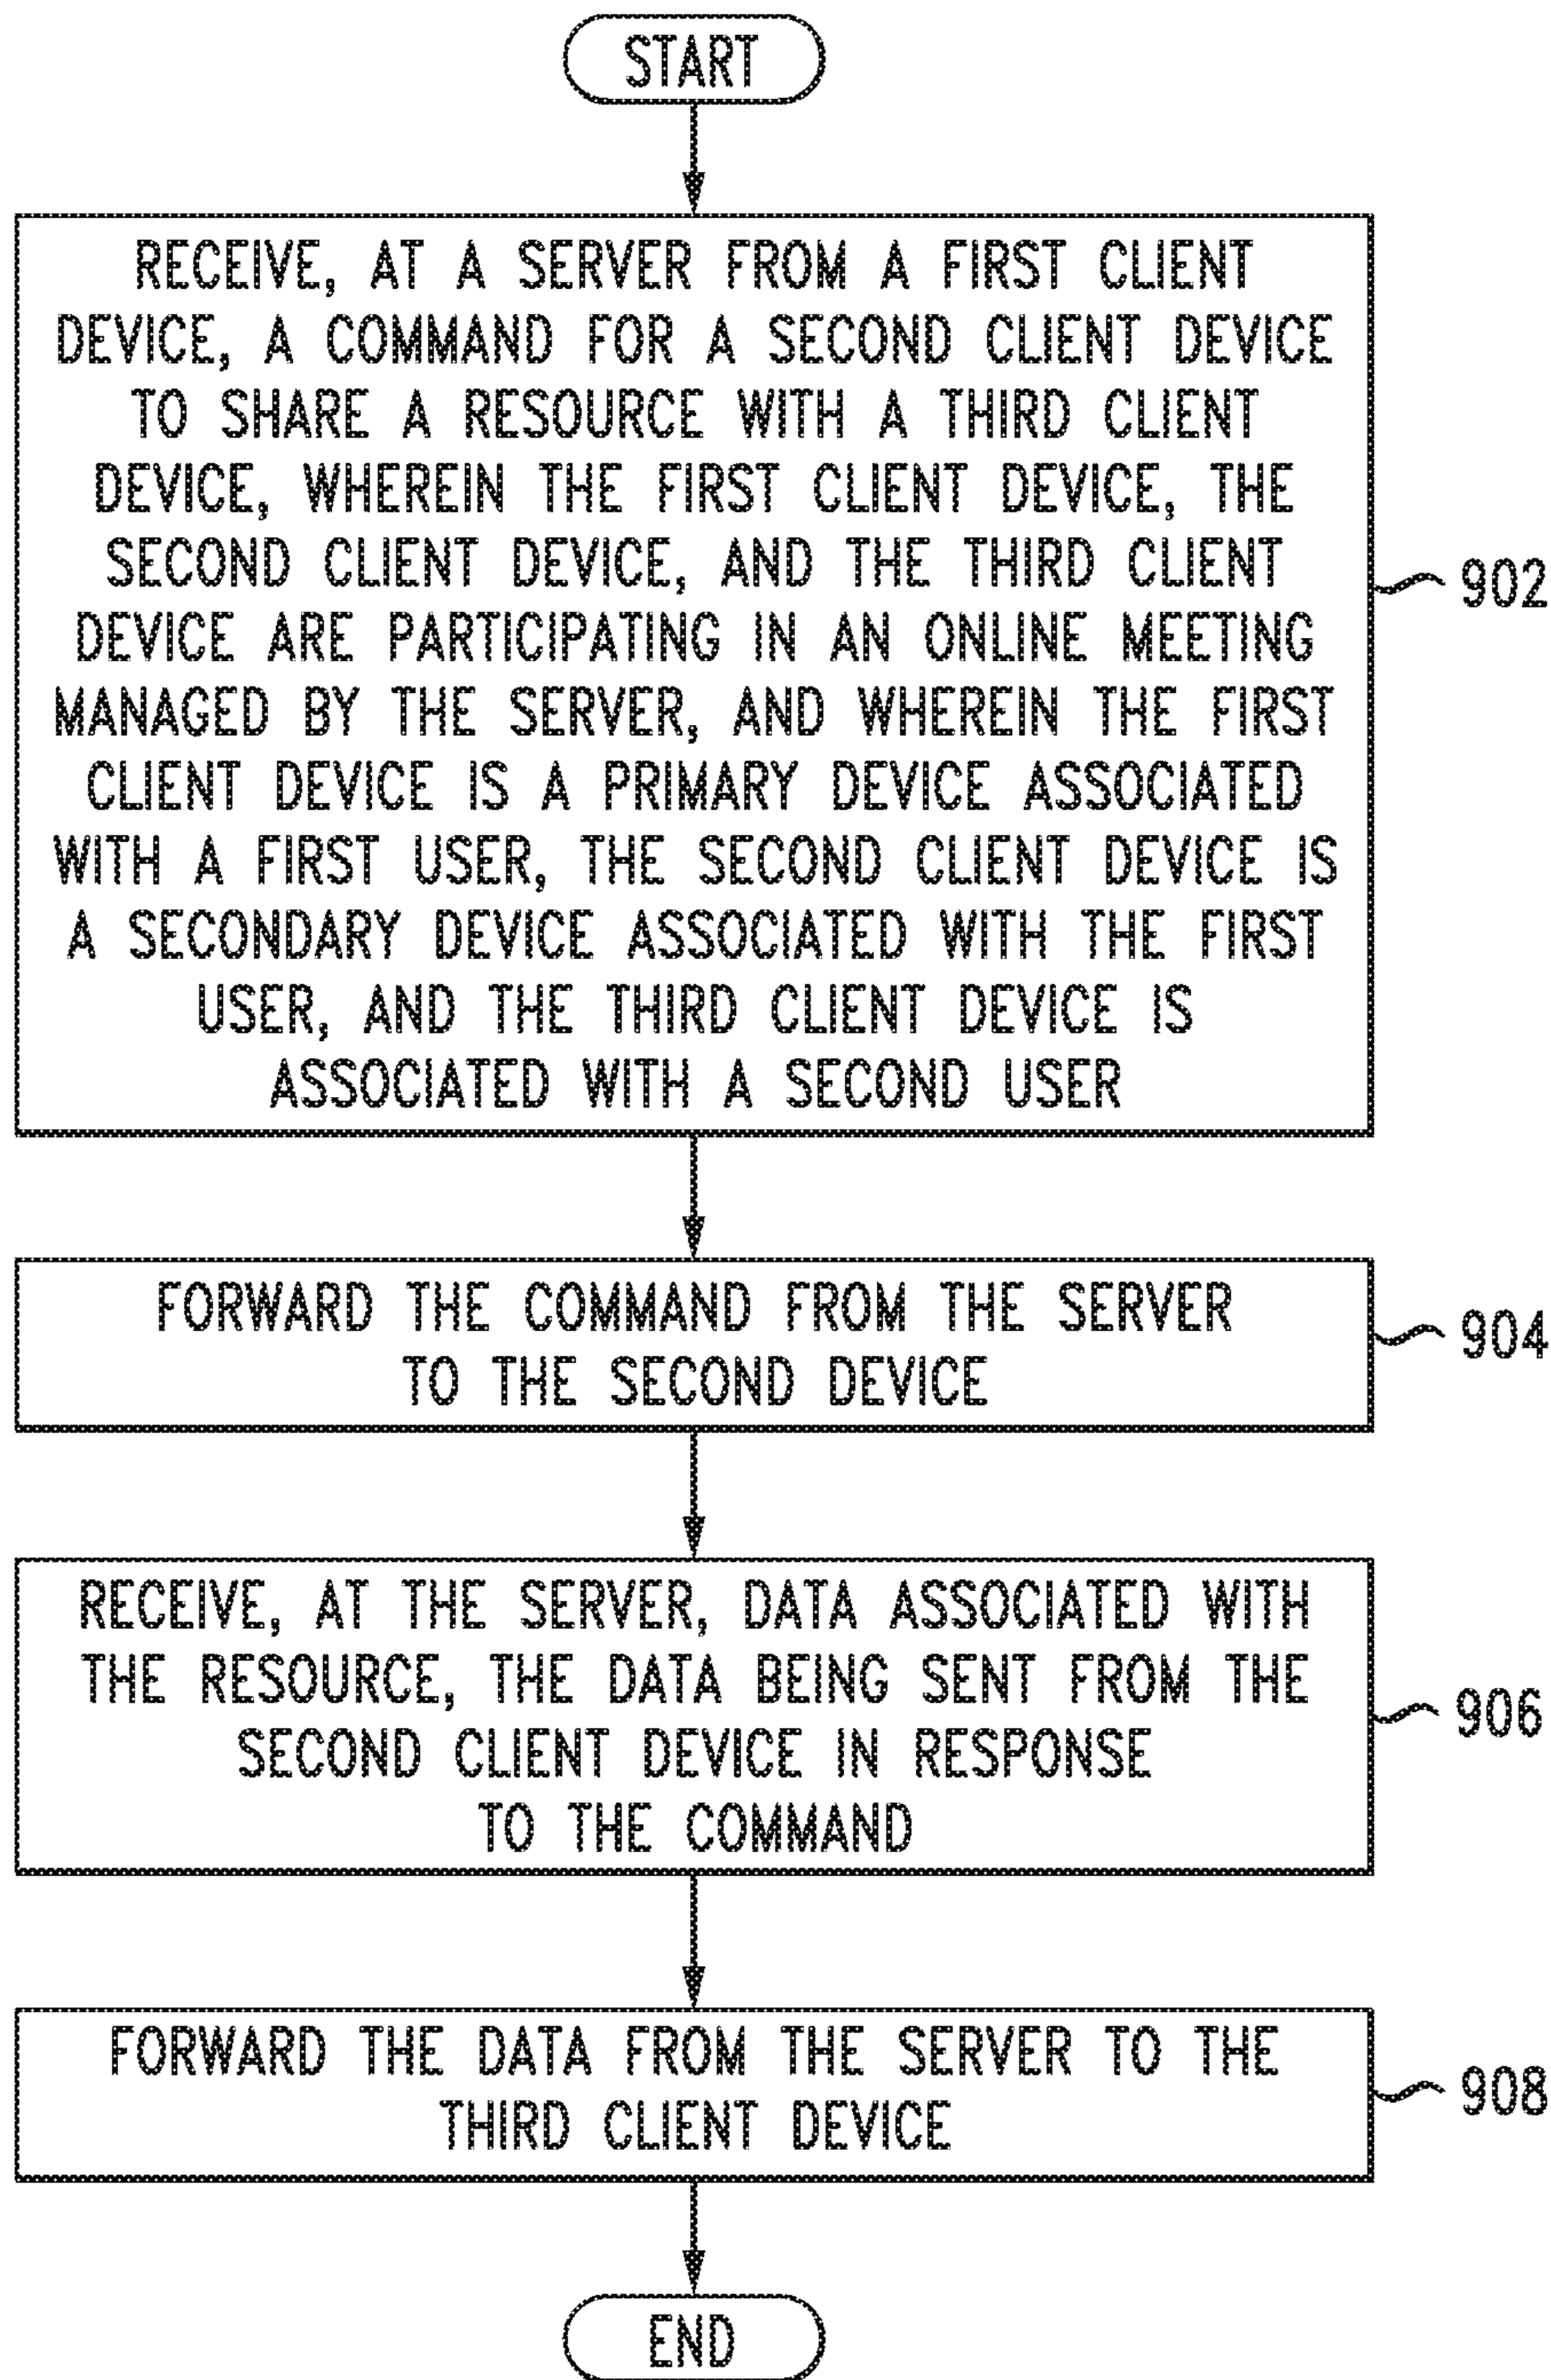 START
RECEIVE, AT A SERVER FROM A FIRST CLIENT
DEVICE, A COMMAND FOR A SECOND CLIENT DEVICE
TO SHARE A RESOURCE WITH A THIRD CLIENT
DEVICE, WHEREIN THE FIRST CLIENT DEVICE, THE
SECOND CLIENT DEVICE, AND THE THIRD CLIENT
DEVICE ARE PARTICIPATING IN AN ONLINE MEETING
MANAGED BY THE SERVER, AND WHEREIN THE FIRST
CLIENT DEVICE IS A PRIMARY DEVICE ASSOCIATED
WITH A FIRST USER, THE SECOND CLIENT DEVICE IS
A SECONDARY DEVICE ASSOCIATED WITH THE FIRST
USER, AND THE THIRD CLIENT DEVICE IS
ASSOCIATED WITH A SECOND USER
902
FORWARD THE COMMAND FROM THE SERVER
TO THE SECOND DEVICE
904
RECEIVE, AT THE SERVER, DATA ASSOCIATED WITH
THE RESOURCE, THE DATA BEING SENT FROM THE
SECOND CLIENT DEVICE IN RESPONSE
TO THE COMMAND
906
FORWARD THE DATA FROM THE SERVER TO THE
THIRD CLIENT DEVICE
908
END